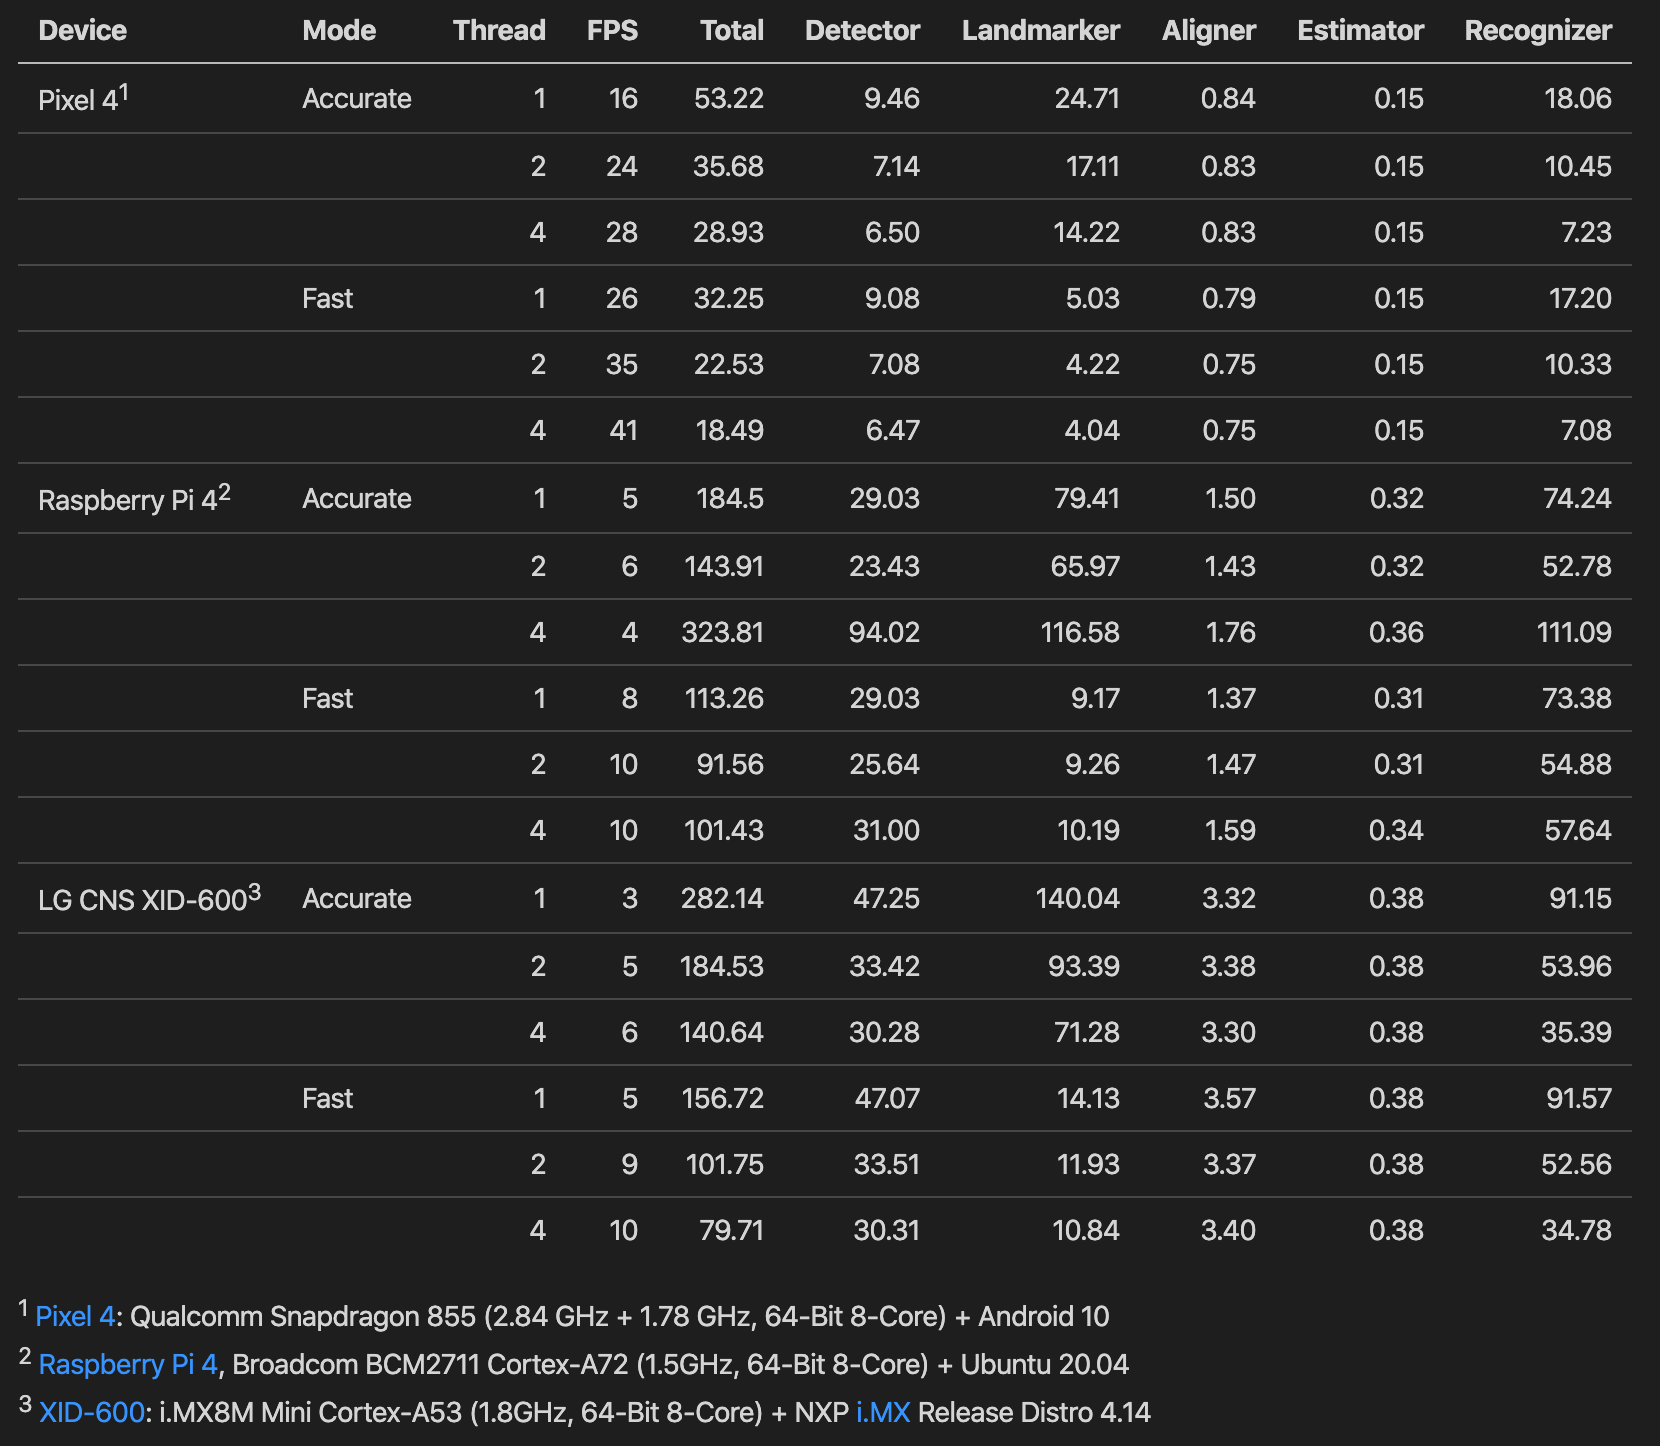 Device Mode Thread FPS Total Detector Landmarker Aligner Estimator Recognizer
Pixel 4¹ Accurate 1 16 53.22 9.46 24.71 0.84 0.15 18.06
2 24 35.68 7.14 17.11 0.83 0.15 10.45
4 28 28.93 6.50 14.22 0.83 0.15 7.23
Fast 1 26 32.25 9.08 5.03 0.79 0.15 17.20
2 35 22.53 7.08 4.22 0.75 0.15 10.33
4 41 18.49 6.47 4.04 0.75 0.15 7.08
Raspberry Pi 4² Accurate 1 5 184.5 29.03 79.41 1.50 0.32 74.24
2 6 143.91 23.43 65.97 1.43 0.32 52.78
4 4 323.81 94.02 116.58 1.76 0.36 111.09
Fast 1 8 113.26 29.03 9.17 1.37 0.31 73.38
2 10 91.56 25.64 9.26 1.47 0.31 54.88
4 10 101.43 31.00 10.19 1.59 0.34 57.64
LG CNS XID-600³ Accurate 1 3 282.14 47.25 140.04 3.32 0.38 91.15
2 5 184.53 33.42 93.39 3.38 0.38 53.96
4 6 140.64 30.28 71.28 3.30 0.38 35.39
Fast 1 5 156.72 47.07 14.13 3.57 0.38 91.57
2 9 101.75 33.51 11.93 3.37 0.38 52.56
4 10 79.71 30.31 10.84 3.40 0.38 34.78
¹ Pixel 4: Qualcomm Snapdragon 855 (2.84 GHz + 1.78 GHz, 64-Bit 8-Core) + Android 10
² Raspberry Pi 4, Broadcom BCM2711 Cortex-A72 (1.5GHz, 64-Bit 8-Core) + Ubuntu 20.04
³ XID-600: i.MX8M Mini Cortex-A53 (1.8GHz, 64-Bit 8-Core) + NXP i.MX Release Distro 4.14